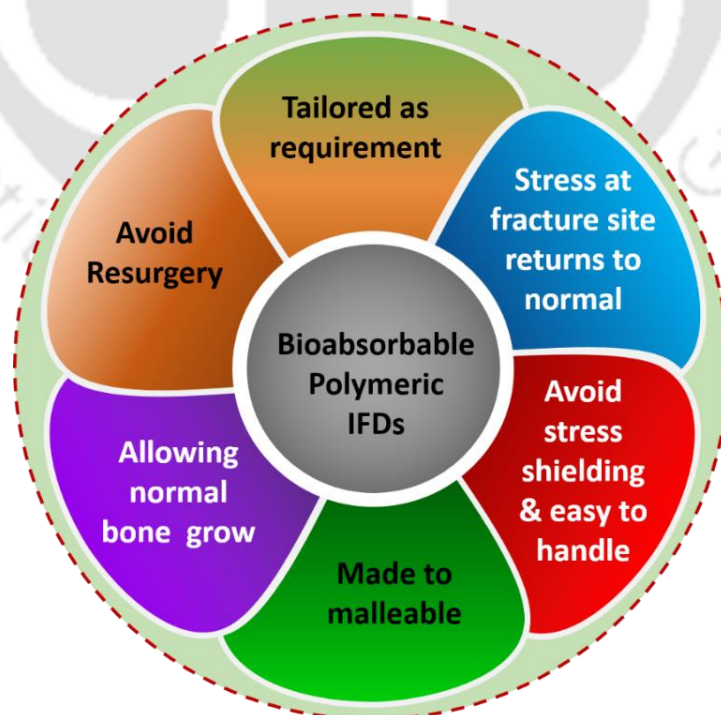 Tailored as
requirement
Stress at
fracture site
returns to
normal
Avoid
stress
shielding
& easy to
handle
Made to
malleable
Allowing
normal
bone grow
Avoid
Resurgery
Bioabsorbable
Polymeric
IFDs